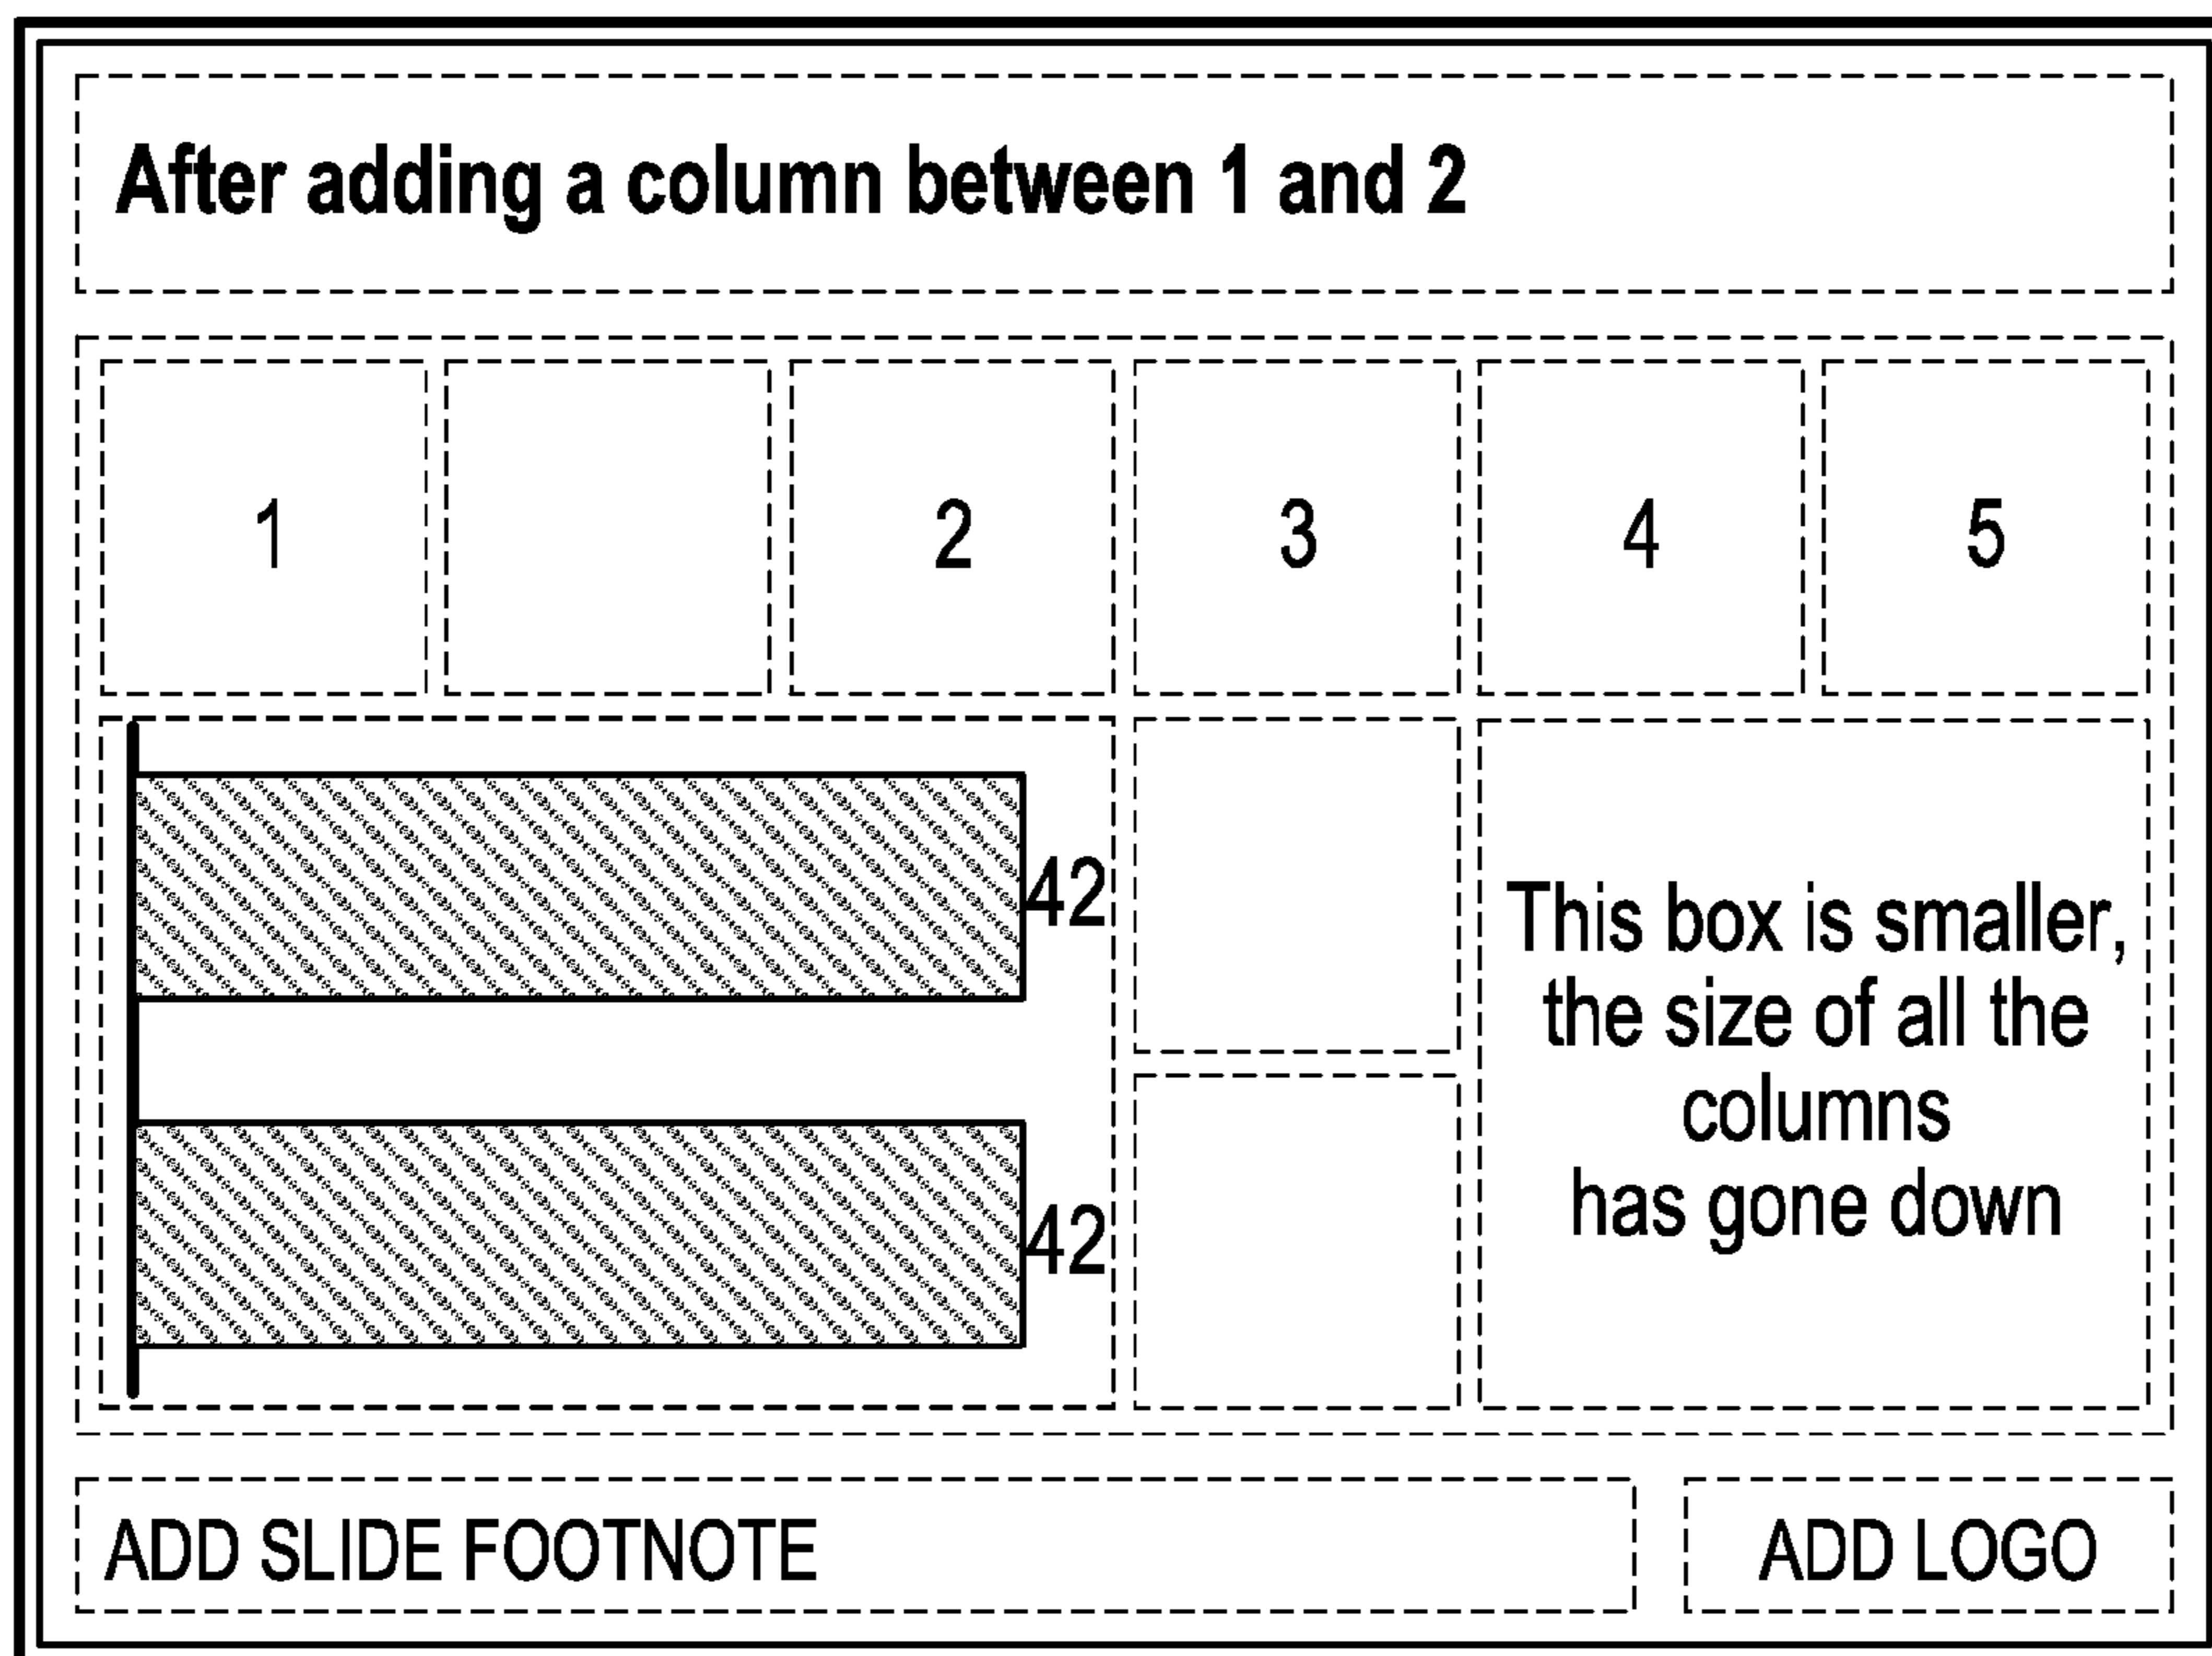 After adding a column between 1 and 2
1 2 3 4 5
42
42
This box is smaller,
the size of all the
columns
has gone down
ADD SLIDE FOOTNOTE
ADD LOGO